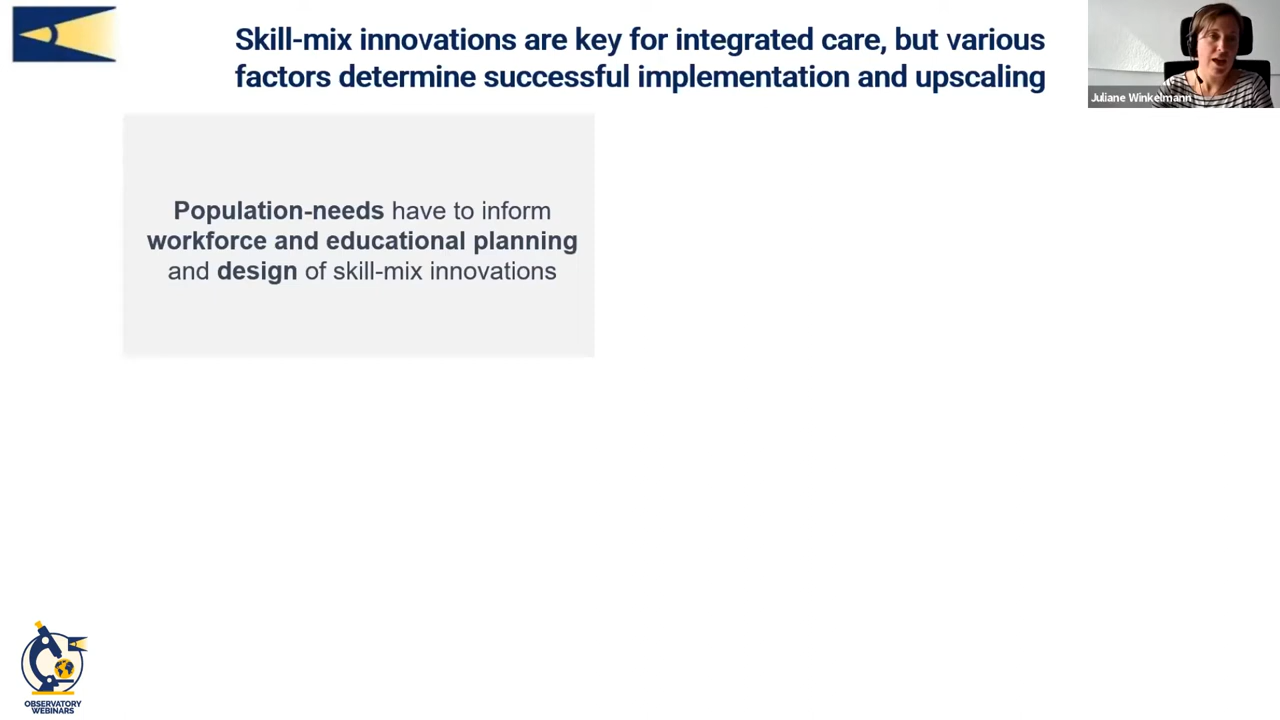 Skill-mix innovations are key for integrated care, but various
factors determine successful implementation and upscaling
Juliane Winkelmann
Population-needs have to inform
workforce and educational planning
and design of skill-mix innovations
OBSERVATORY
WEBINARS